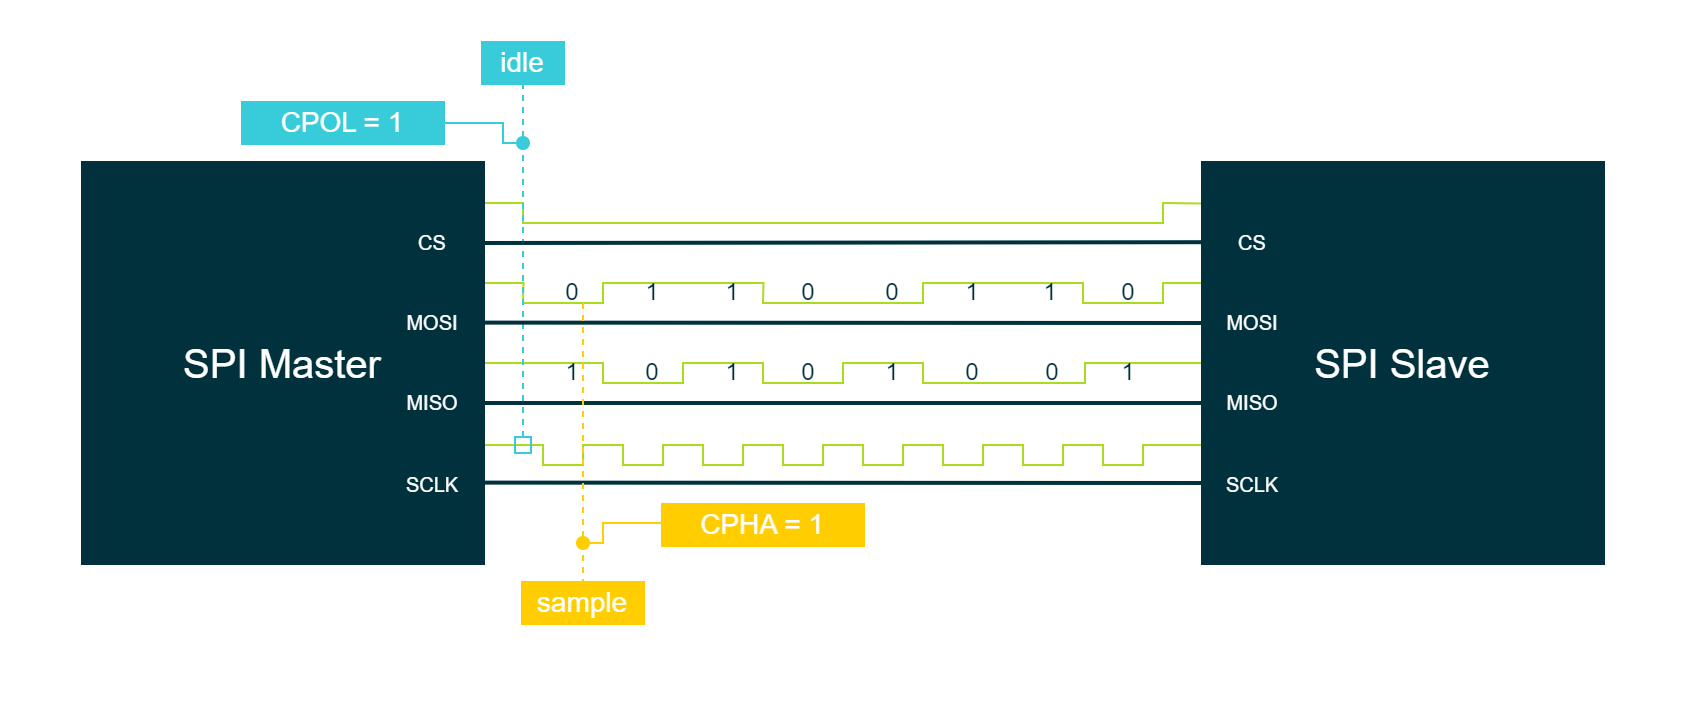 idle
CPOL = 1
CS
CS
0 1 1 0 0 1 1 0
MOSI
MOSI
SPI Master
SPI Slave
1 0 1 0 1 0 0 1
MISO
MISO
SCLK
SCLK
CPHA = 1
sample